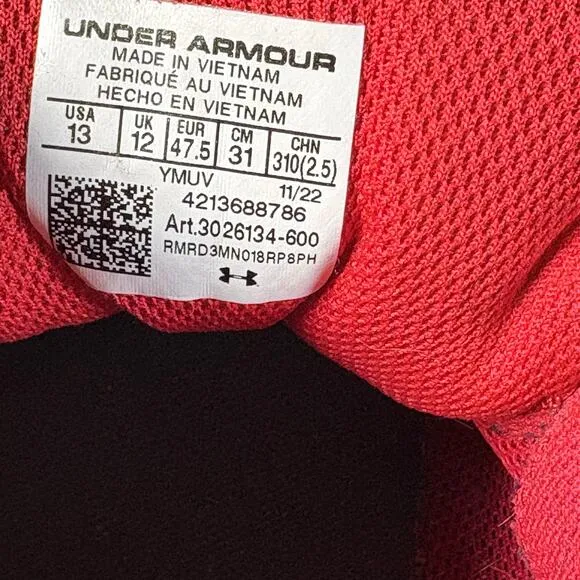 UNDER ARMOUR
MADE IN VIETNAM
FABRIQUÉ AU VIETNAM
HECHO EN VIETNAM
USA UK EUR CM CHN
13 12 47.5 31 310(2.5)
YMUV 11/22
4213688786
Art.3026134-600
RMRD3MN018RP8PH